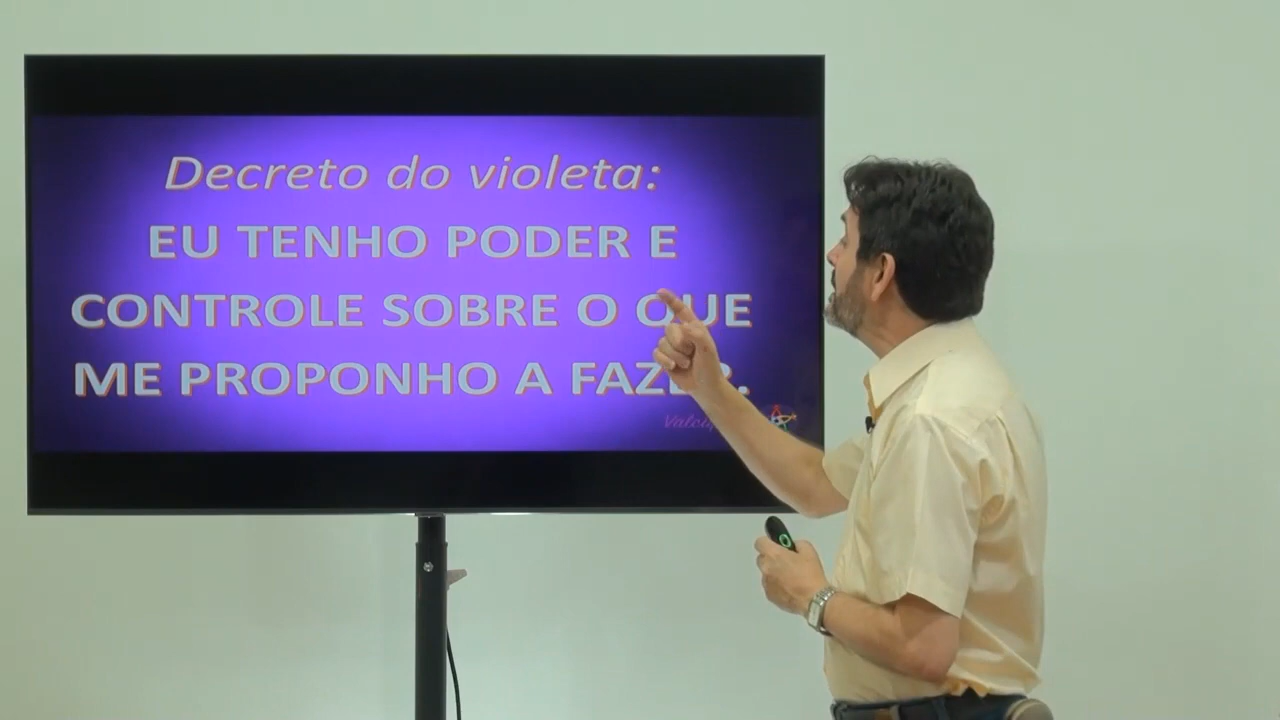 Decreto do violeta:
EU TENHO PODER E
CONTROLE SOBRE O QUE
ME PROPONHO A FAZER.